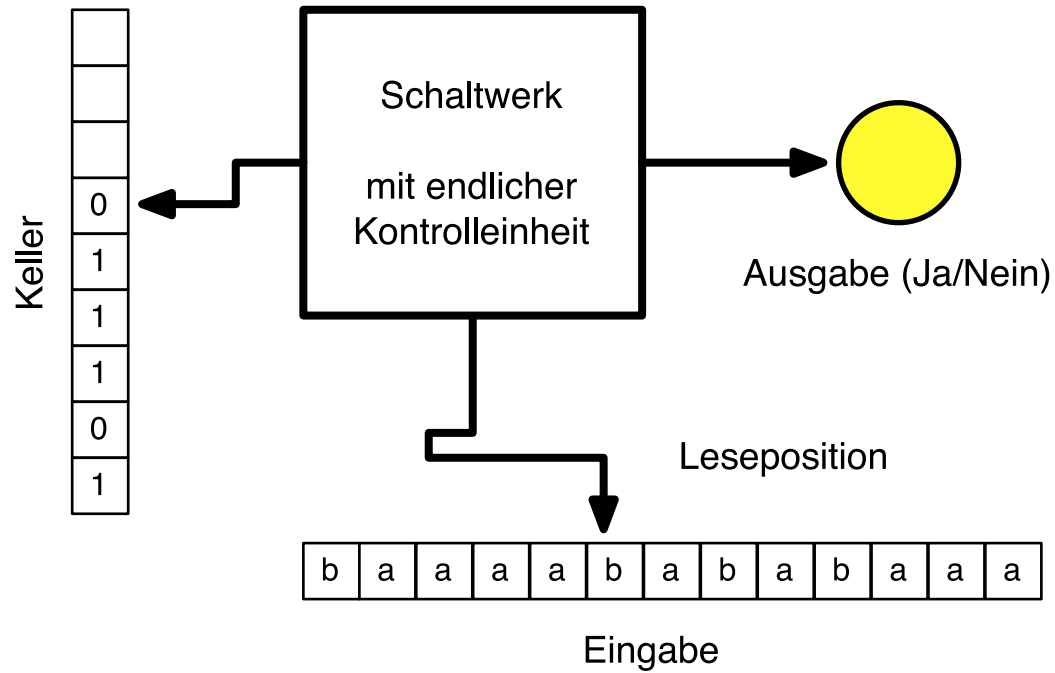 Schaltwerk
mit endlicher
Kontrolleinheit
Keller
0
1
1
1
0
1
Ausgabe (Ja/Nein)
Leseposition
b a a a a b a b a b a a a
Eingabe